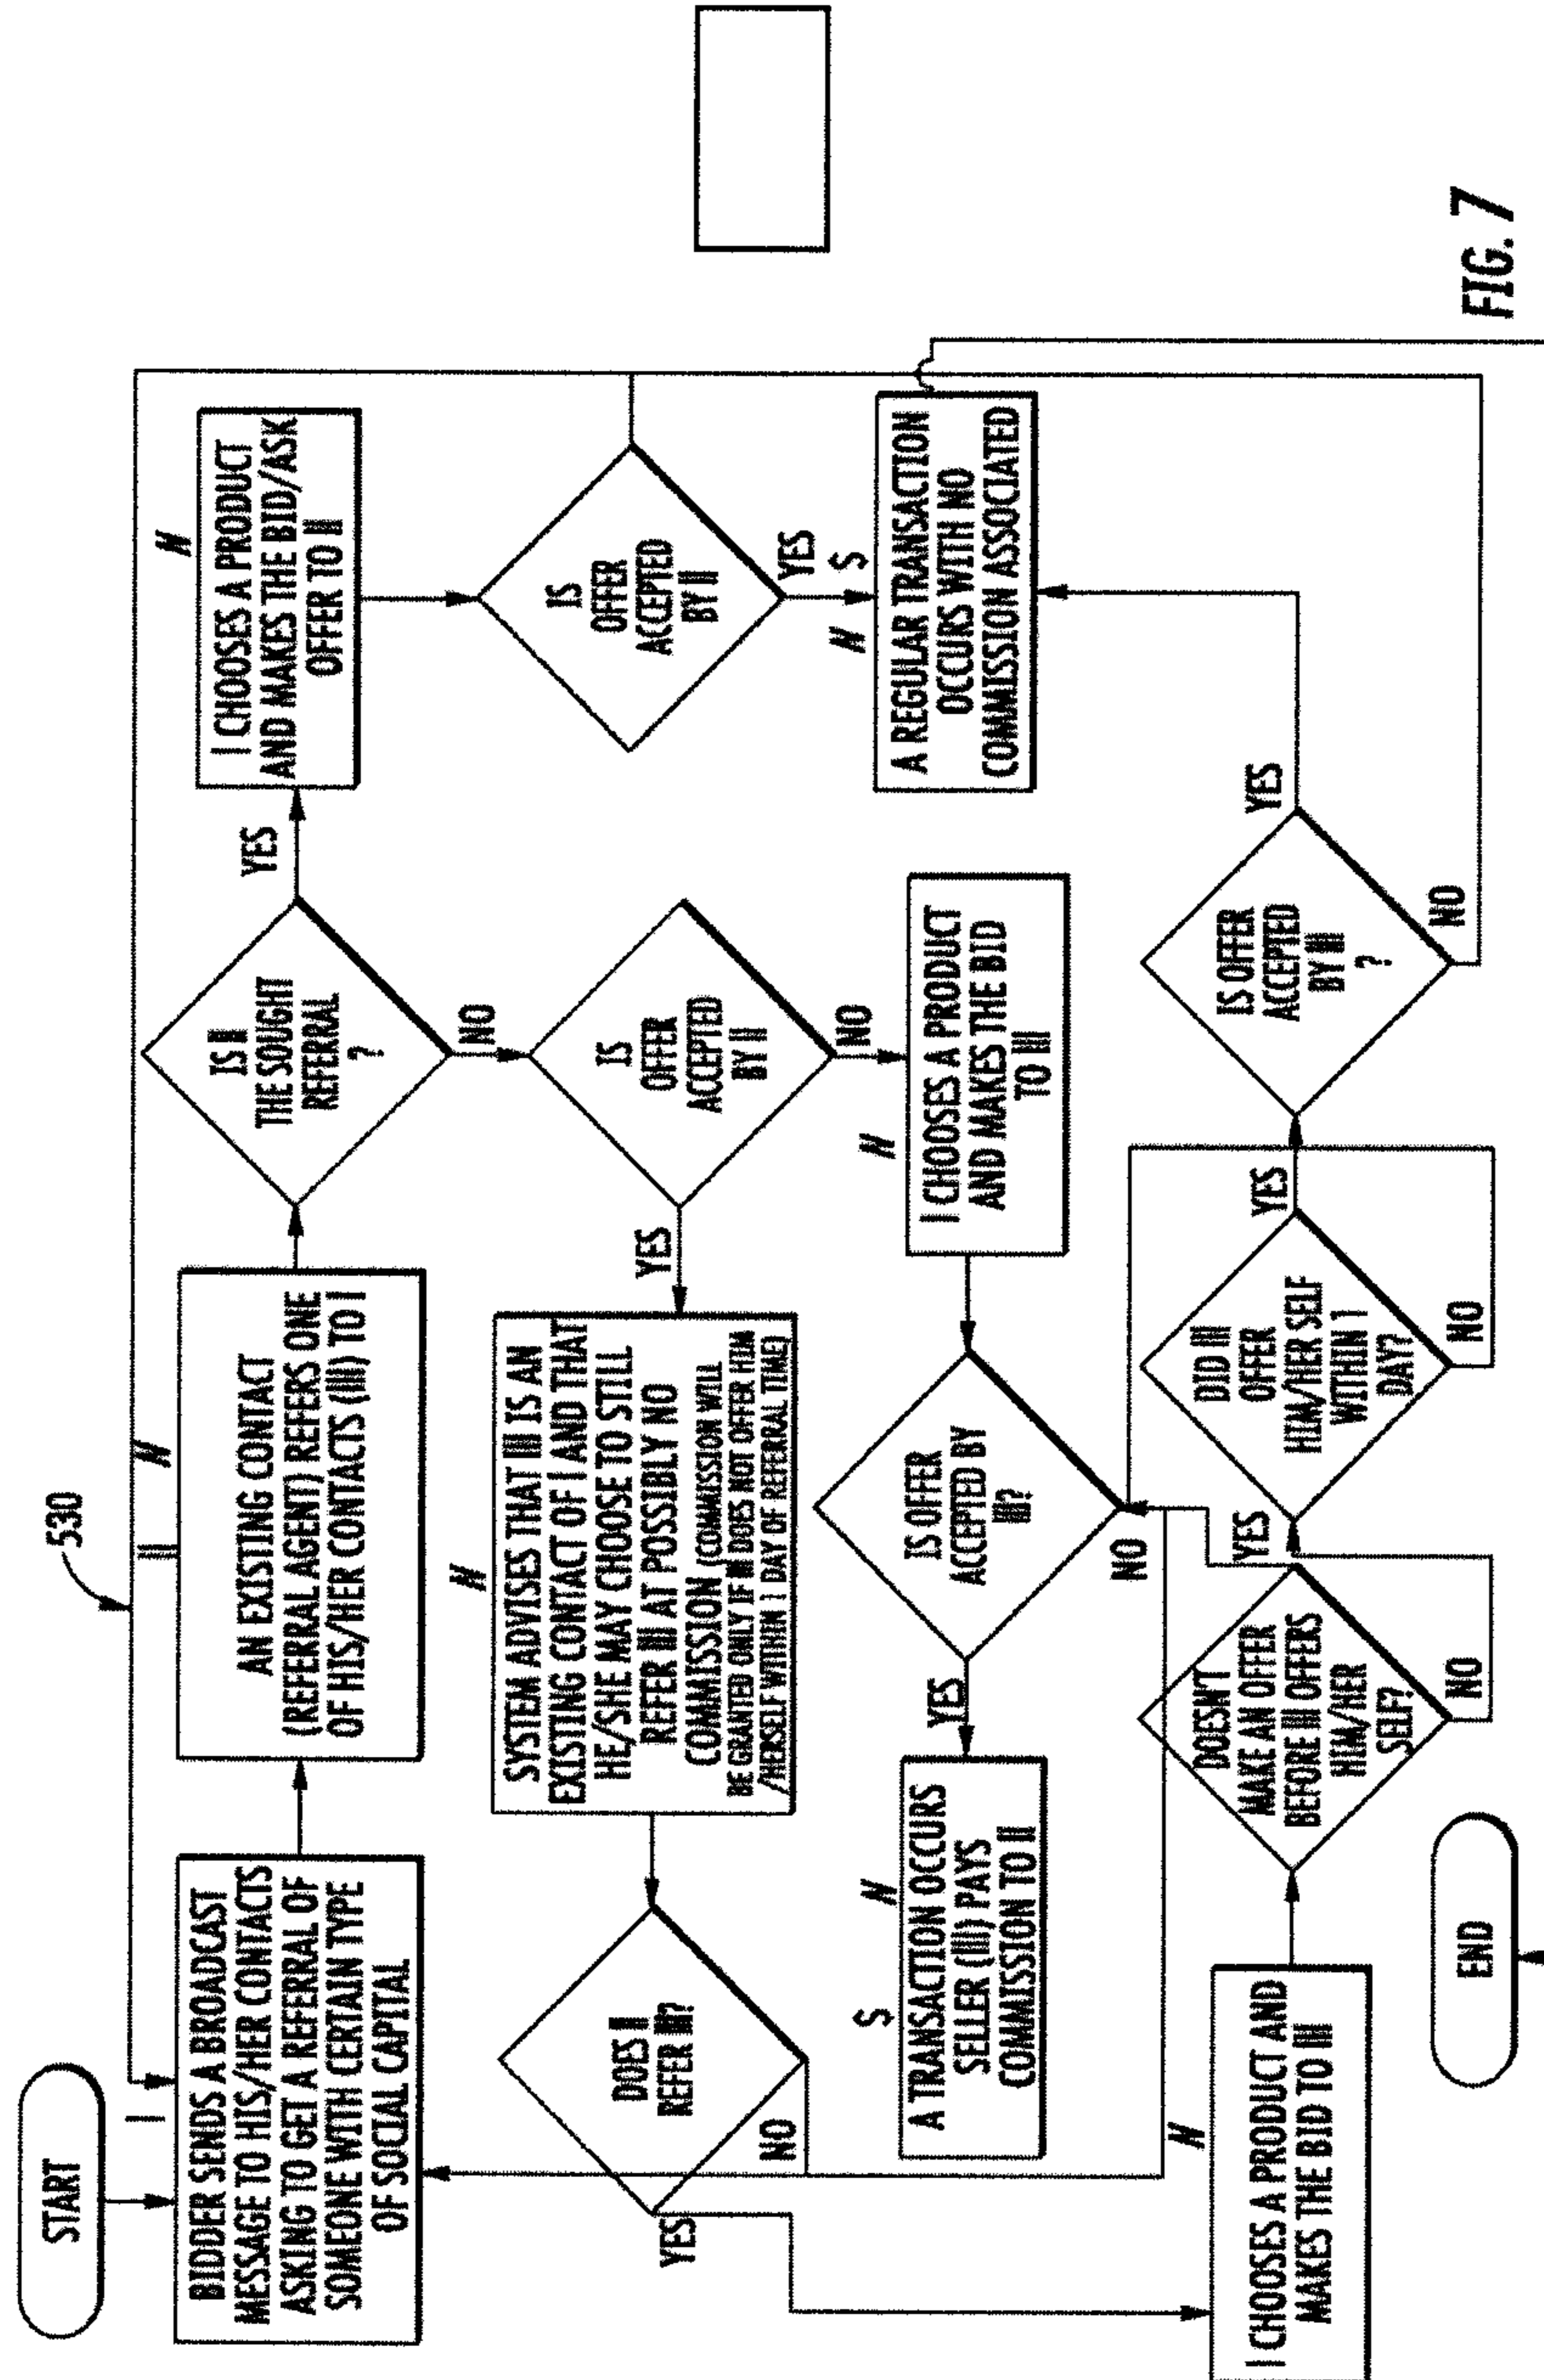 START
530
I
BIDDER SENDS A BROADCAST
MESSAGE TO HIS/HER CONTACTS
ASKING TO GET A REFERRAL OF
SOMEONE WITH CERTAIN TYPE
OF SOCIAL CAPITAL
II
N
AN EXISTING CONTACT
(REFERRAL AGENT) REFERS ONE
OF HIS/HER CONTACTS (III) TO I
IS II
THE SOUGHT
REFERRAL
?
YES
NO
N
I CHOOSES A PRODUCT
AND MAKES THE BID/ASK
OFFER TO II
IS
OFFER
ACCEPTED
BY II
YES
N
$
A REGULAR TRANSACTION
OCCURS WITH NO
COMMISSION ASSOCIATED
IS
OFFER
ACCEPTED
BY II
YES
NO
N
SYSTEM ADVISES THAT III IS AN
EXISTING CONTACT OF I AND THAT
HE/SHE MAY CHOOSE TO STILL
REFER III AT POSSIBLY NO
COMMISSION (COMMISSION WILL
BE GRANTED ONLY IF III DOES NOT OFFER HIM
/HERSELF WITHIN 1 DAY OF REFERRAL TIME)
DOES II
REFER III?
YES
NO
N
I CHOOSES A PRODUCT
AND MAKES THE BID
TO III
IS OFFER
ACCEPTED BY
III?
YES
NO
$
N
A TRANSACTION OCCURS
SELLER (III) PAYS
COMMISSION TO II
N
I CHOOSES A PRODUCT AND
MAKES THE BID TO III
DOESN'T
MAKE AN OFFER
BEFORE III OFFERS
HIM/HER
SELF?
YES
NO
DID III
OFFER
HIM/HER SELF
WITHIN 1
DAY?
YES
NO
IS OFFER
ACCEPTED
BY III
?
YES
NO
END
FIG. 7